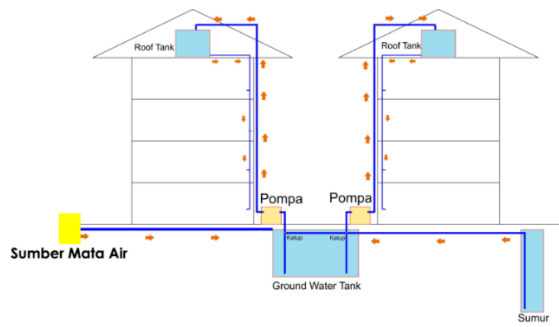 Roof Tank
Roof Tank
Pompa
Pompa
Katup
Katup
Sumber Mata Air
Ground Water Tank
Sumur